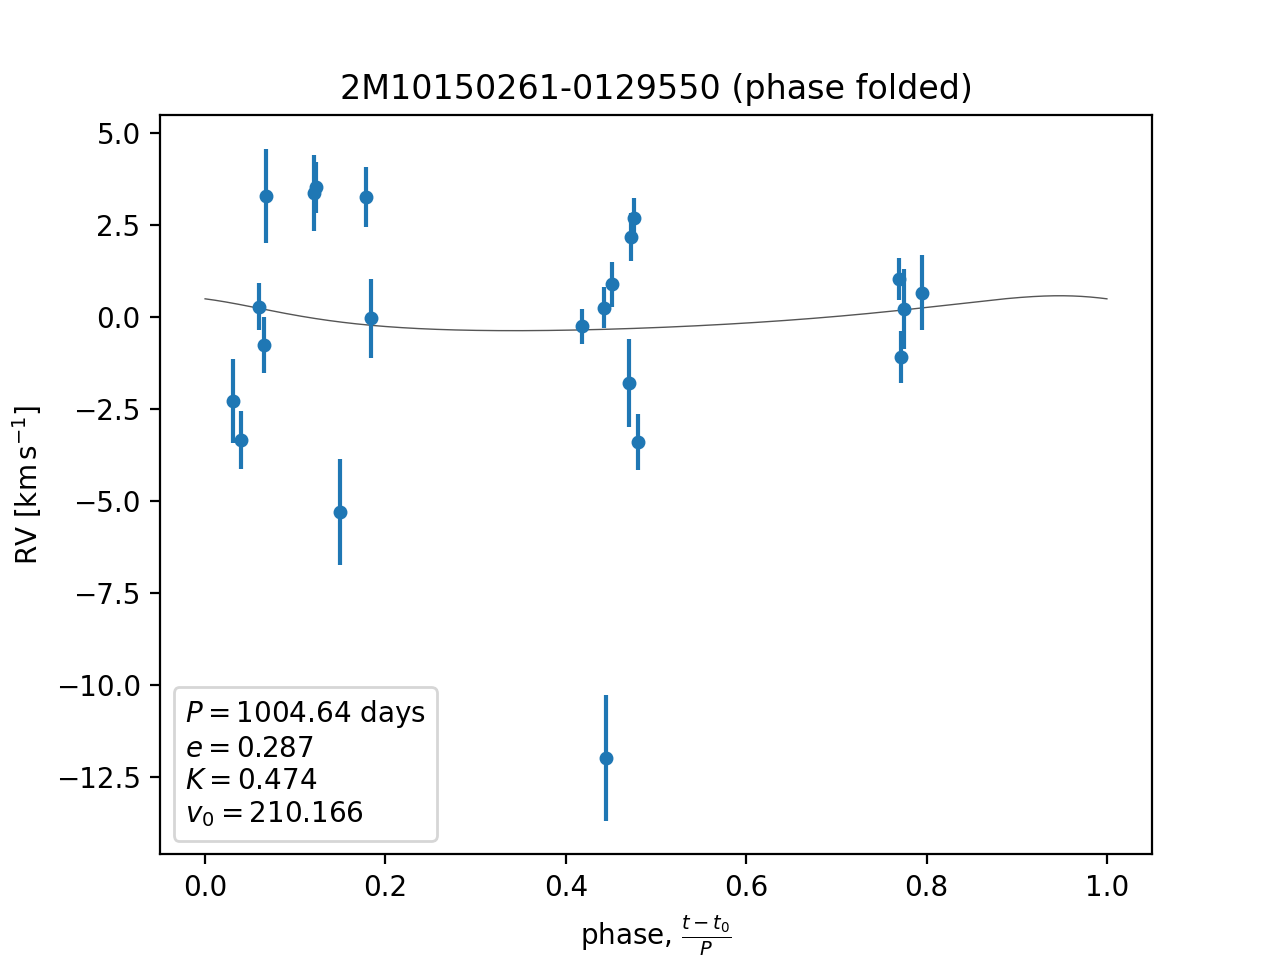 2M10150261-0129550 (phase folded)
5.0
2.5
0.0
−2.5
−5.0
−7.5
−10.0
−12.5
RV [km s⁻¹]
P = 1004.64 days
e = 0.287
K = 0.474
v₀ = 210.166
0.0 0.2 0.4 0.6 0.8 1.0
phase, (t − t₀)/P